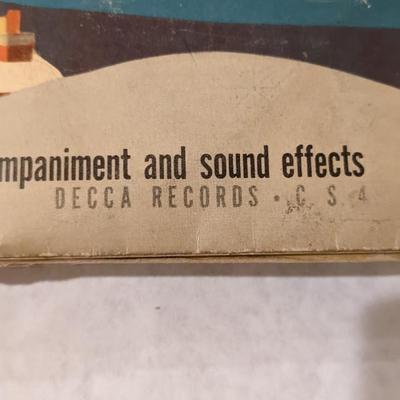 mpaniment and sound effects
DECCA RECORDS • C S 4